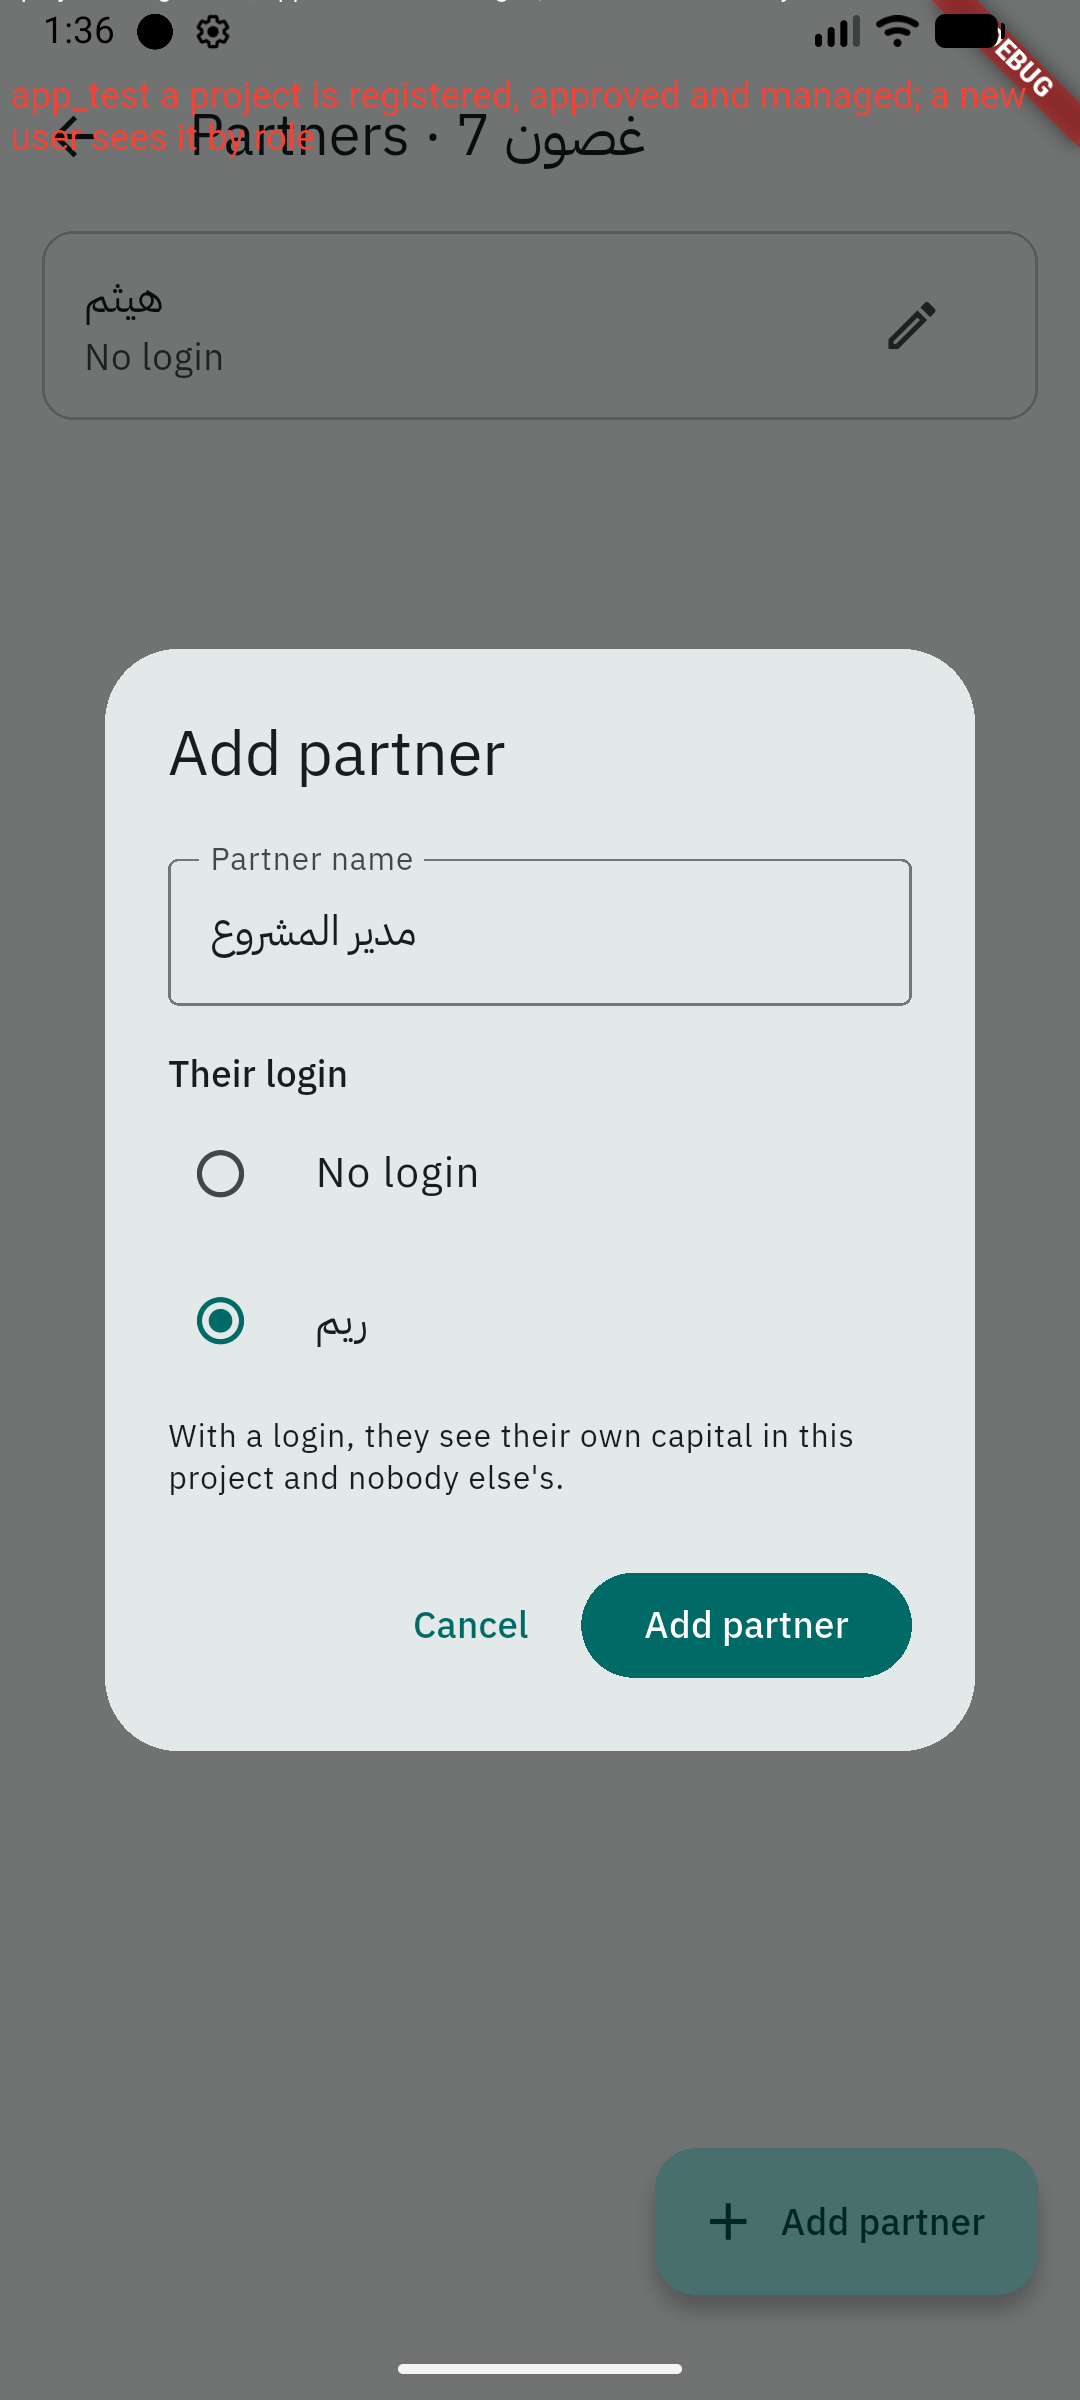 1:36
DEBUG
app_test a project is registered, approved and managed; a new
user sees it by role
Partners · 7 غصون
هيثم
No login
Add partner
Partner name
مدير المشروع
Their login
No login
ريم
With a login, they see their own capital in this
project and nobody else's.
Cancel
Add partner
Add partner